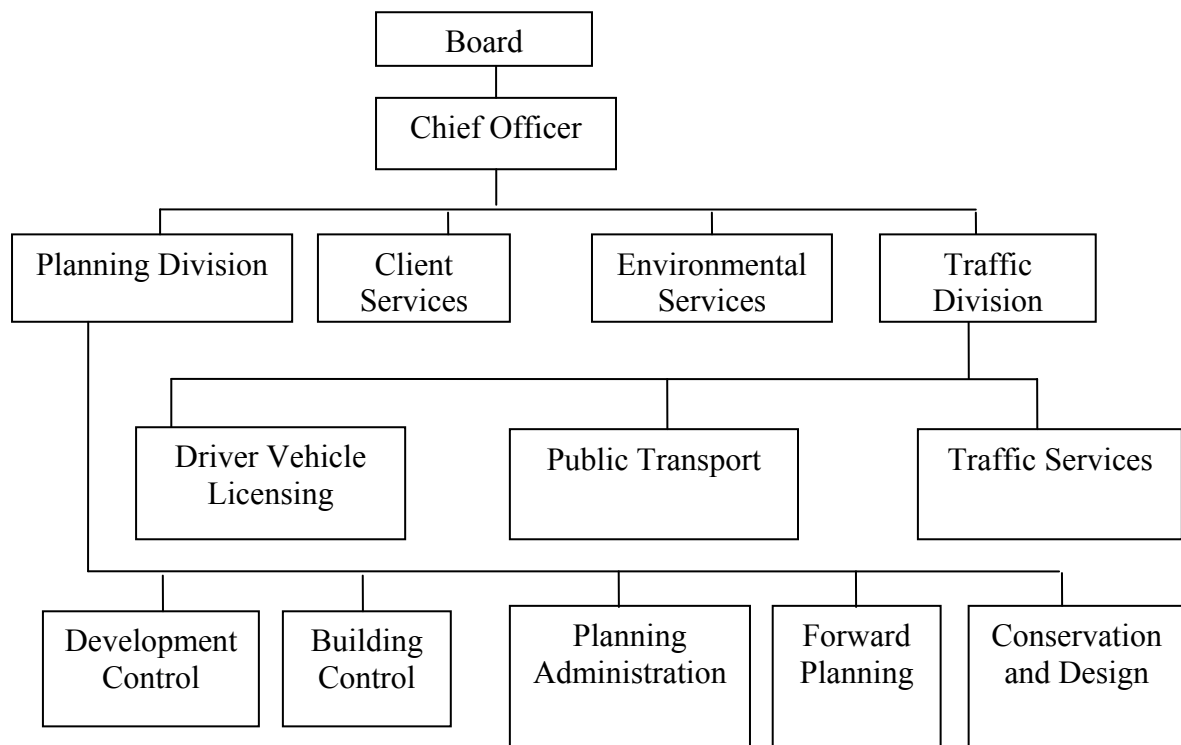 Board
Chief Officer
Planning Division
Client
Services
Environmental
Services
Traffic
Division
Driver Vehicle
Licensing
Public Transport
Traffic Services
Development
Control
Building
Control
Planning
Administration
Forward
Planning
Conservation
and Design